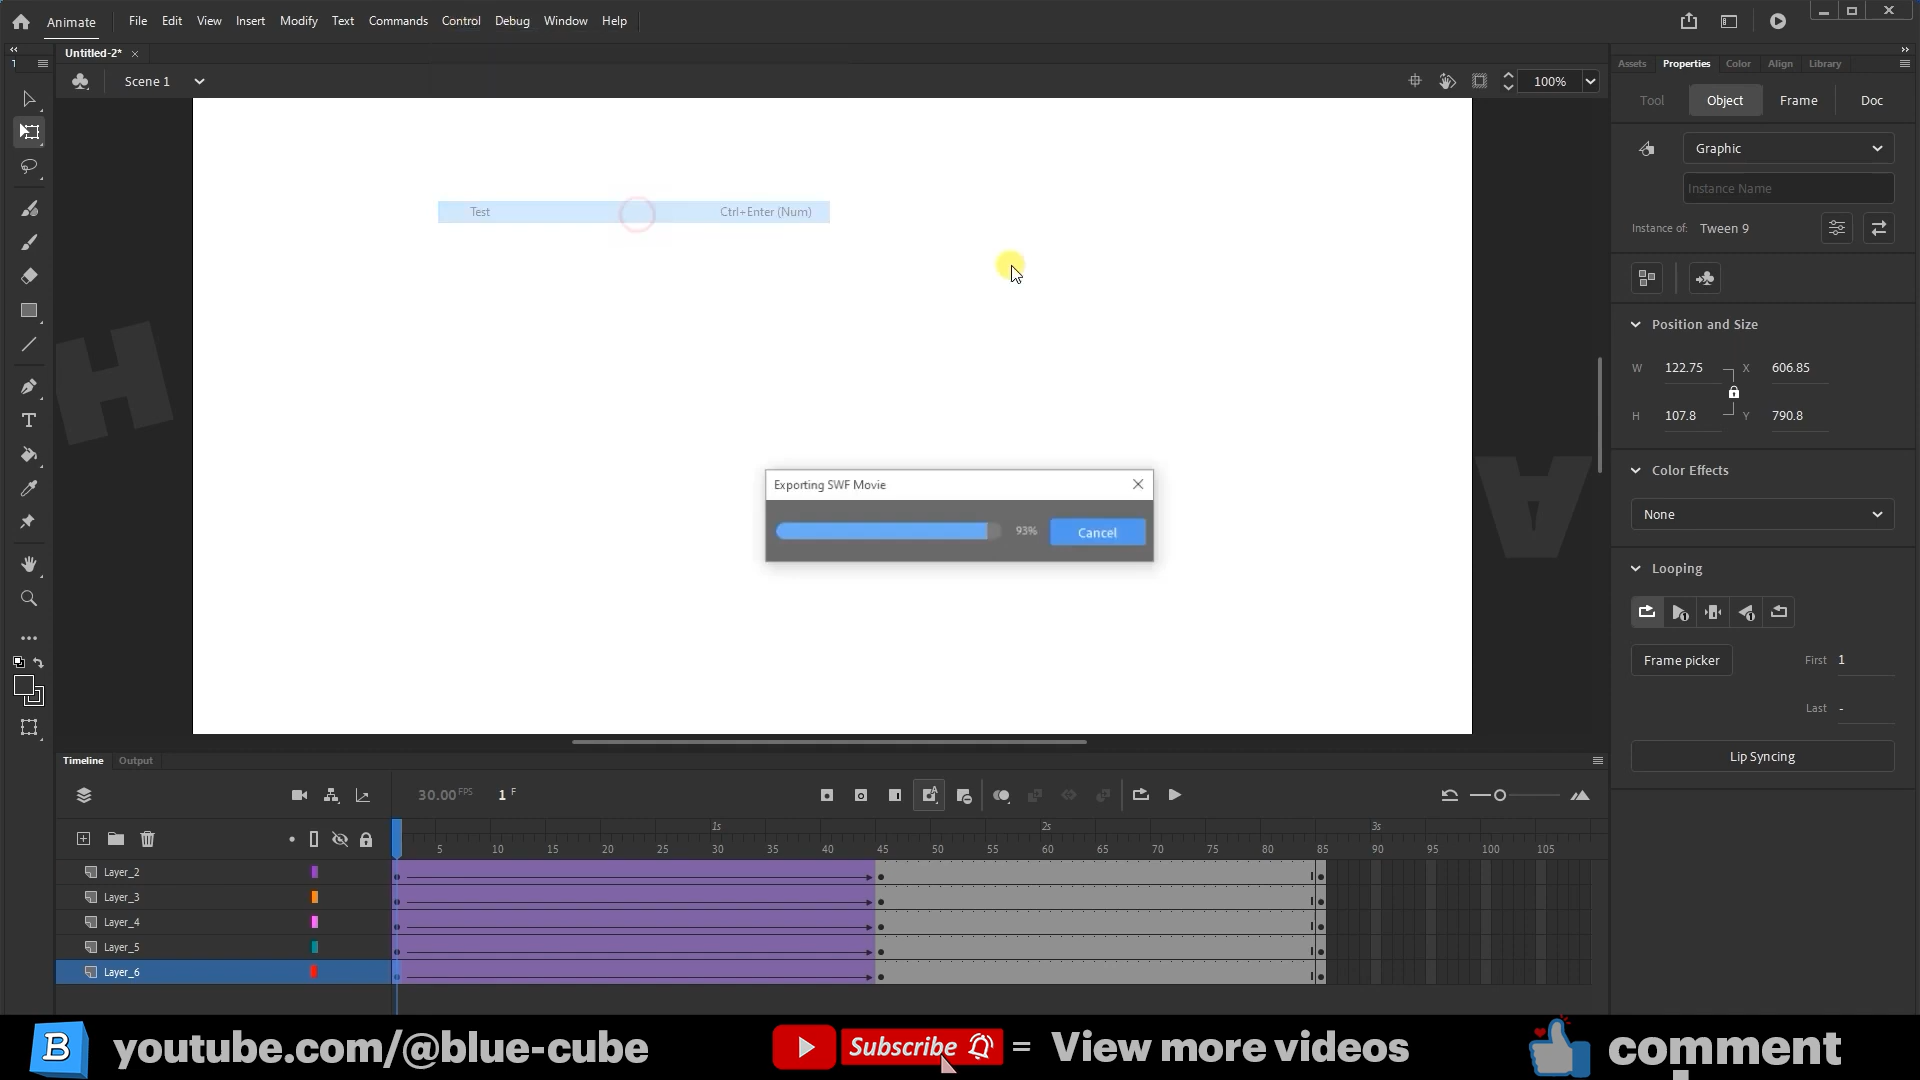 Animate
File Edit View Insert Modify Text Commands Control Debug Window Help
Untitled-2*
Scene 1
100%
Assets Properties Color Align Library
Tool Object Frame Doc
Graphic
Instance Name
Instance of: Tween 9
Position and Size
W 122.75 X 606.85
H 107.8 Y 790.8
Color Effects
None
Looping
Frame picker First 1
Last -
Lip Syncing
Test Ctrl+Enter (Num)
H
A
Exporting SWF Movie
93% Cancel
Timeline Output
30.00 FPS 1 F
1s 2s 3s
5 10 15 20 25 30 35 40 45 50 55 60 65 70 75 80 85 90 95 100 105
Layer_2
Layer_3
Layer_4
Layer_5
Layer_6
B youtube.com/@blue-cube Subscribe = View more videos comment